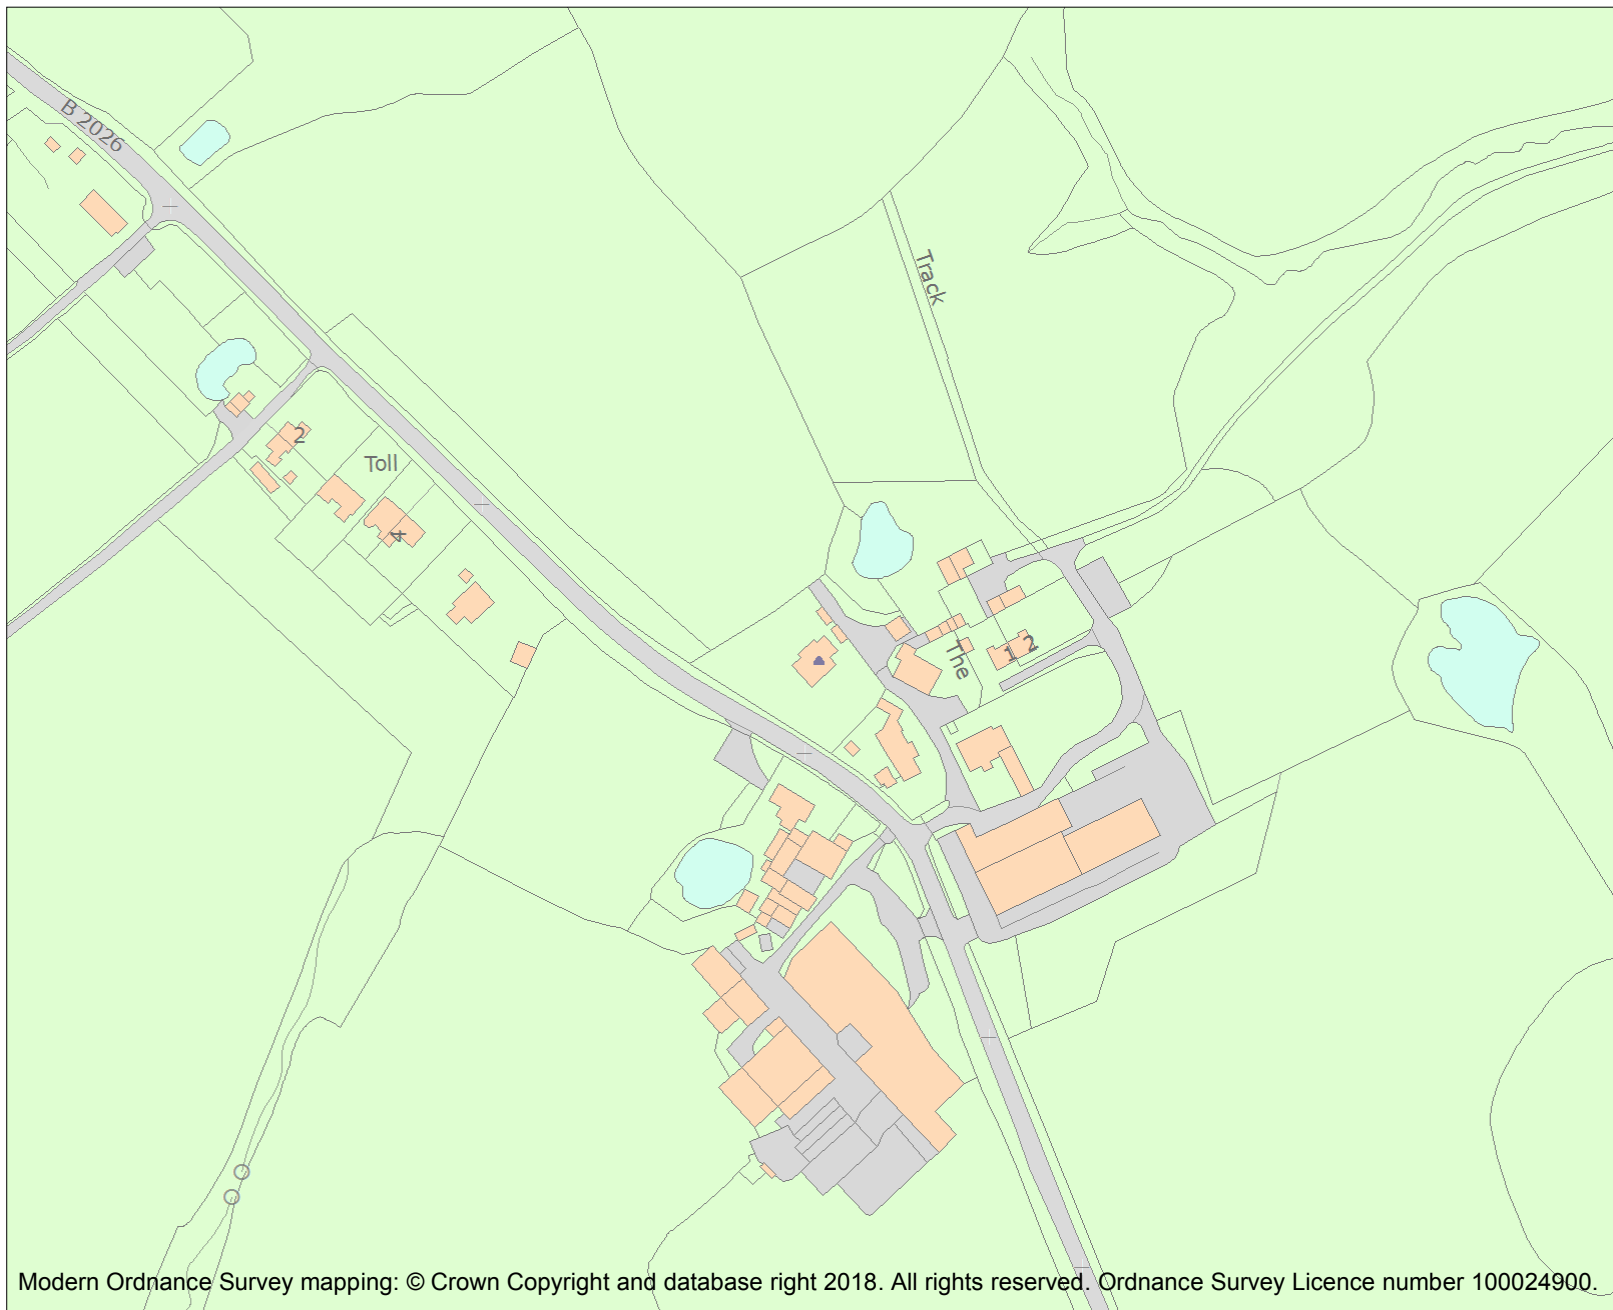 B 2026
Track
2
Toll
4
The
1
2
Modern Ordnance Survey mapping: © Crown Copyright and database right 2018. All rights reserved. Ordnance Survey Licence number 100024900.